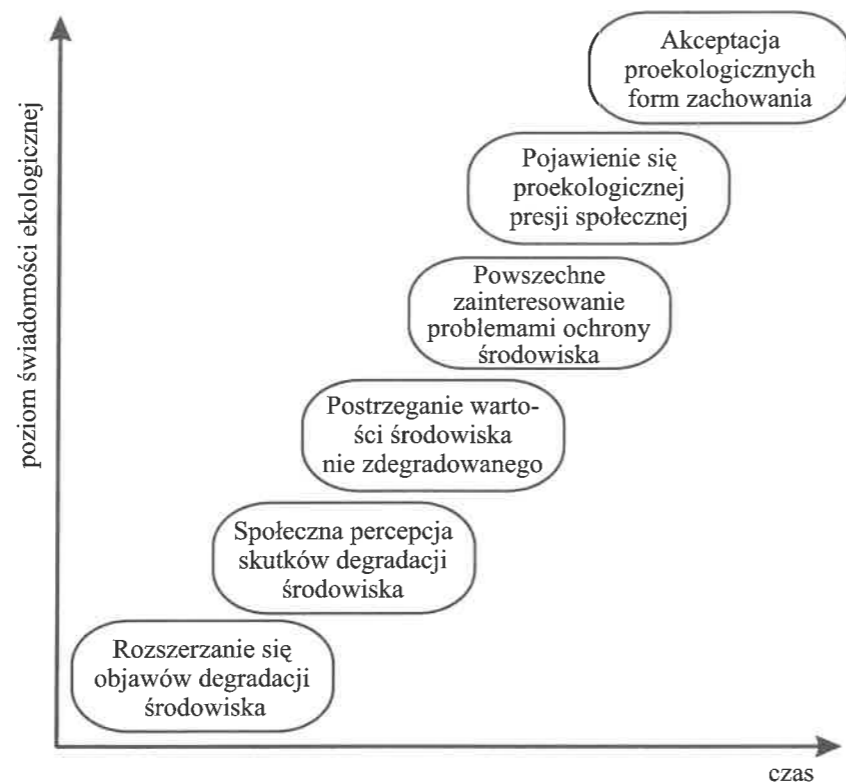 Akceptacja
proekologicznych
form zachowania
Pojawienie się
proekologicznej
presji społecznej
Powszechne
zainteresowanie
problemami ochrony
środowiska
Postrzeganie warto-
ści środowiska
nie zdegradowanego
Społeczna percepcja
skutków degradacji
środowiska
Rozszerzanie się
objawów degradacji
środowiska
poziom świadomości ekologicznej
czas